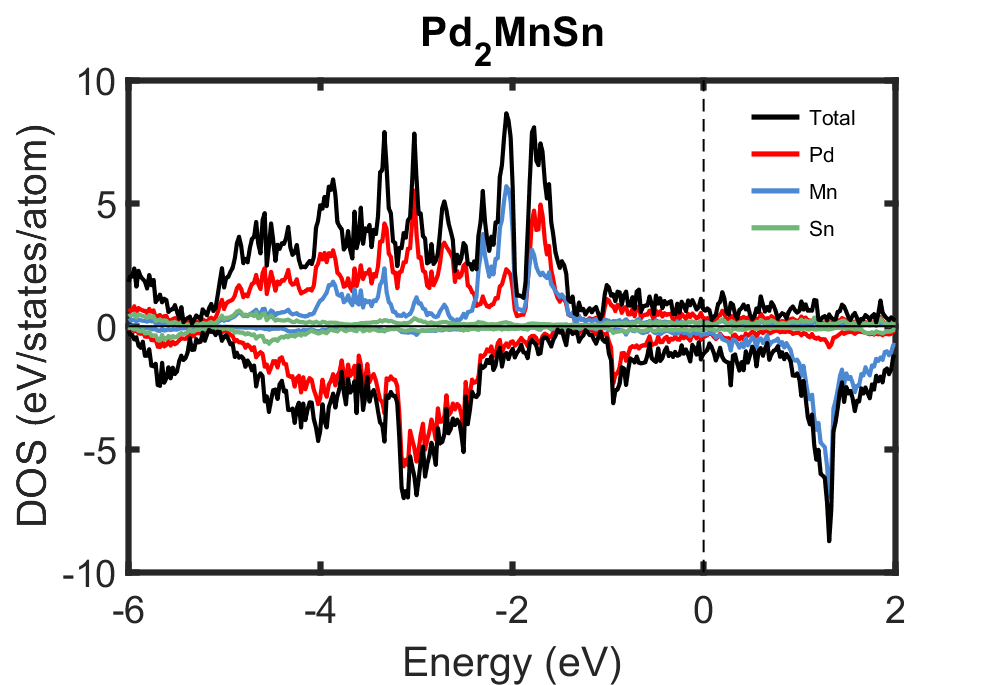 Pd2MnSn
10
5
0
-5
-10
DOS (eV/states/atom)
Total
Pd
Mn
Sn
-6
-4
-2
0
2
Energy (eV)